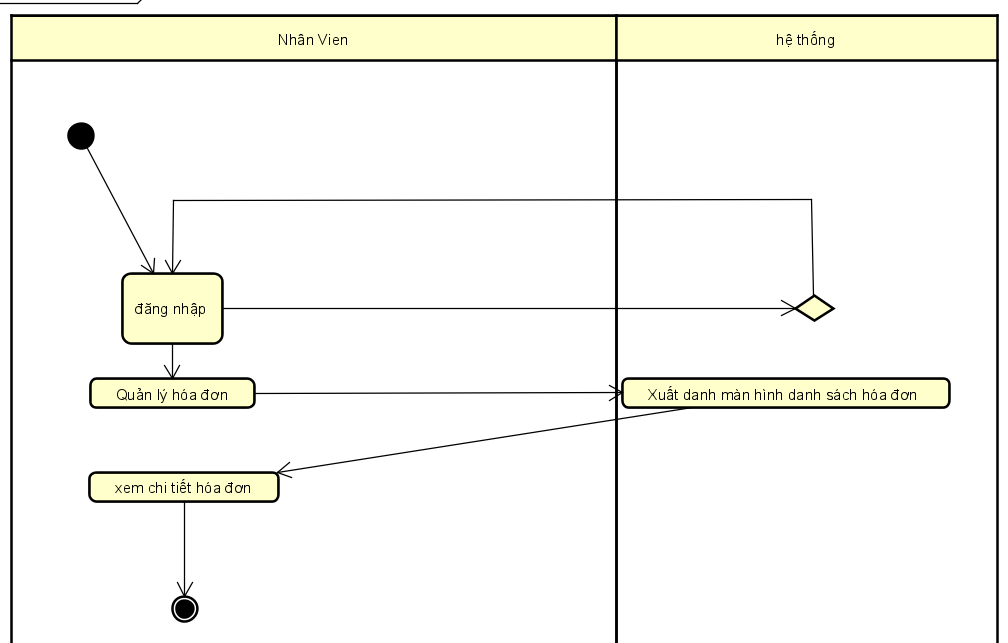 Nhân Vien
hệ thống
đăng nhập
Quản lý hóa đơn
Xuất danh màn hình danh sách hóa đơn
xem chi tiết hóa đơn